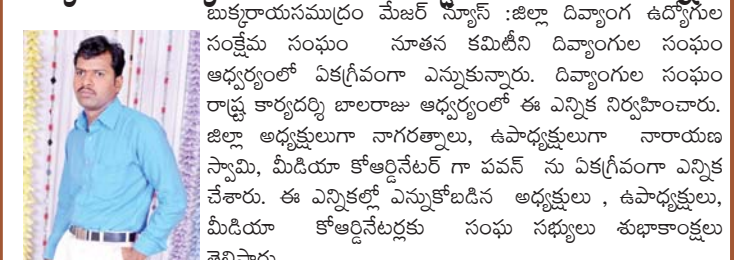 బుక్కరాయసముద్రం మేజర్ న్యూస్ :జిల్లా దివ్యాంగ ఉద్యోగుల
సంక్షేమ సంఘం నూతన కమిటీని దివ్యాంగుల సంఘం
ఆధ్వర్యంలో ఏకగ్రీవంగా ఎన్నుకున్నారు. దివ్యాంగుల సంఘం
రాష్ట్ర కార్యదర్శి బాలరాజు ఆధ్వర్యంలో ఈ ఎన్నిక నిర్వహించారు.
జిల్లా అధ్యక్షులుగా నాగరత్నాలు, ఉపాధ్యక్షులుగా నారాయణ
స్వామి, మీడియా కోఆర్డినేటర్ గా పవన్ ను ఏకగ్రీవంగా ఎన్నిక
చేశారు. ఈ ఎన్నికల్లో ఎన్నుకోబడిన అధ్యక్షులు , ఉపాధ్యక్షులు,
మీడియా కోఆర్డినేటర్లకు సంఘ సభ్యులు శుభాకాంక్షలు